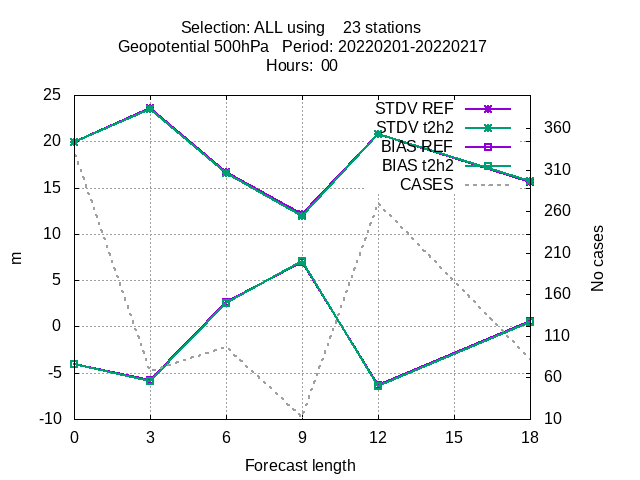 Selection: ALL using    23 stations
Geopotential 500hPa   Period: 20220201-20220217
Hours:  00
STDV REF
STDV t2h2
BIAS REF
BIAS t2h2
CASES
25
20
15
10
5
0
-5
-10
m
360
310
260
210
160
110
60
10
No cases
0 3 6 9 12 15 18
Forecast length